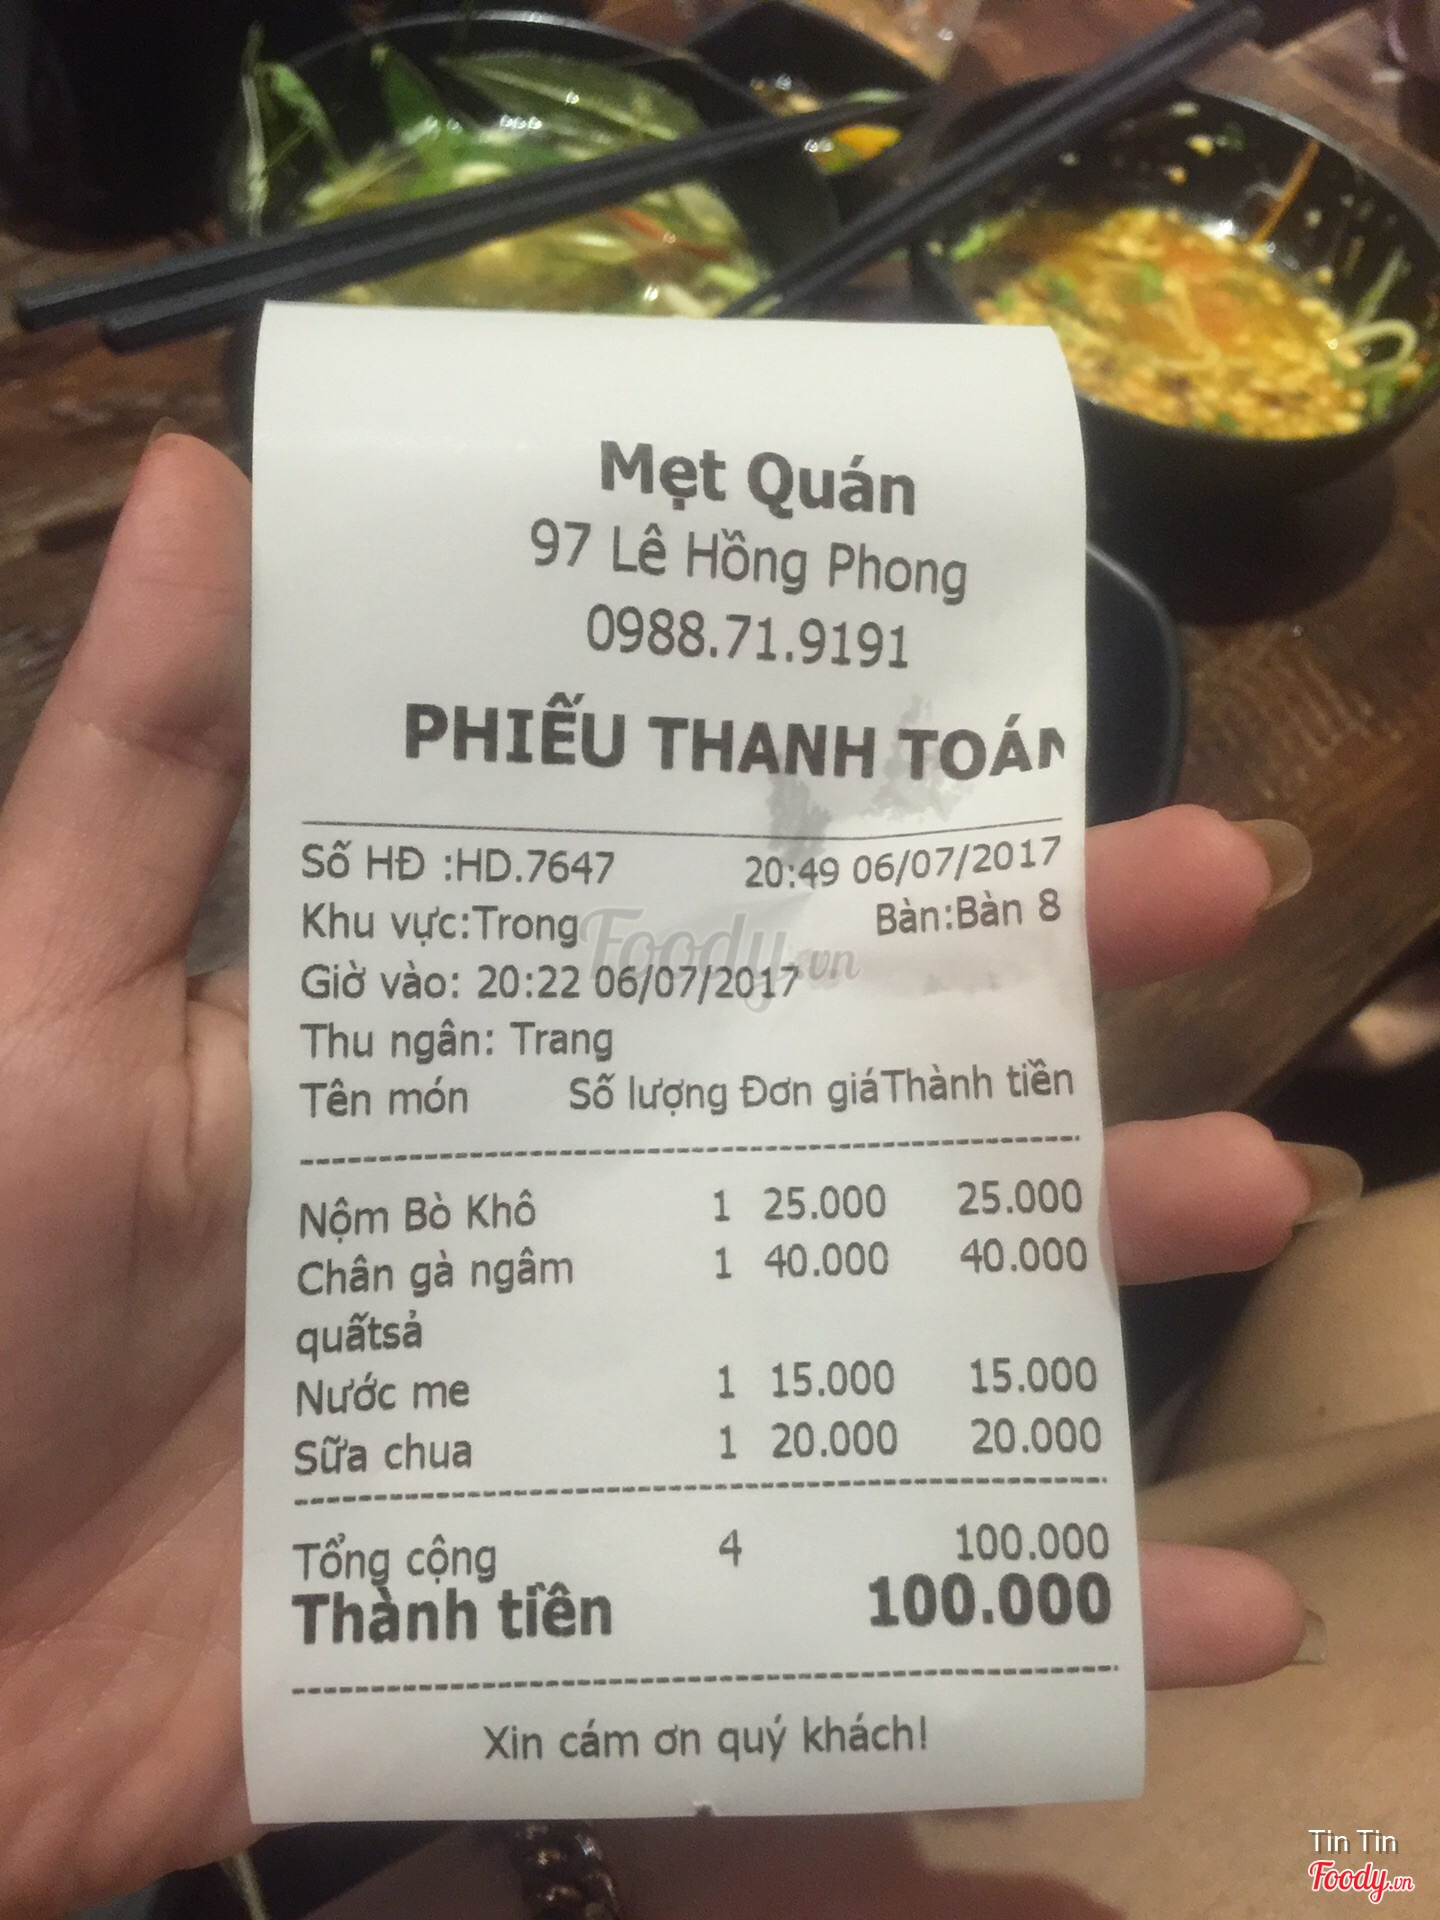 Mẹt Quán
97 Lê Hồng Phong
0988.71.9191
PHIẾU THANH TOÁN
Số HĐ :HD.7647 20:49 06/07/2017
Khu vực:Trong Bàn:Bàn 8
Giờ vào: 20:22 06/07/2017
Thu ngân: Trang
Tên món Số lượng Đơn giá Thành tiền
Nộm Bò Khô 1 25.000 25.000
Chân gà ngâm 1 40.000 40.000
quấtsả
Nước me 1 15.000 15.000
Sữa chua 1 20.000 20.000
Tổng cộng 4 100.000
Thành tiền 100.000
Xin cám ơn quý khách!
Foody.vn
Tin Tin
Foody.vn